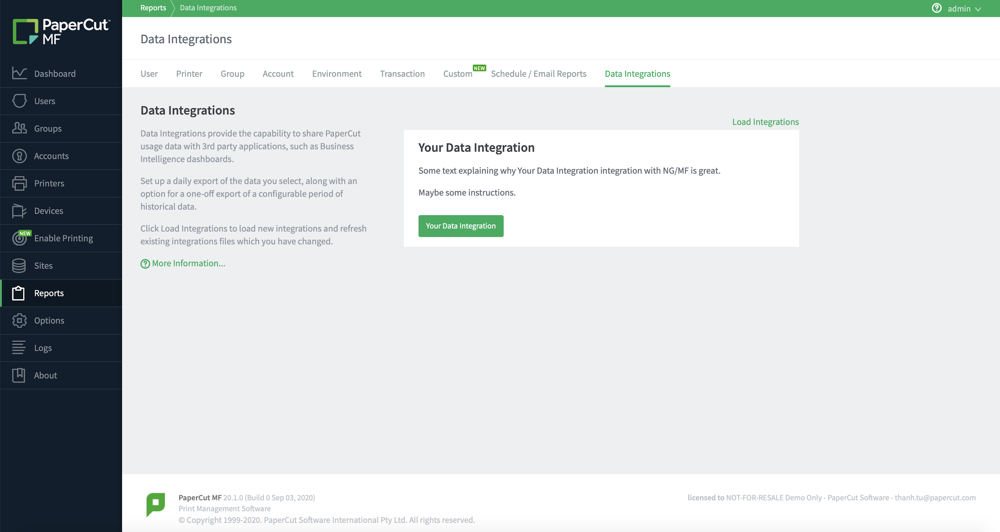 Reports
Data Integrations
admin
PaperCut™
MF
Data Integrations
Dashboard
Users
Groups
Accounts
Printers
Devices
NEW
Enable Printing
Sites
Reports
Options
Logs
About
User
Printer
Group
Account
Environment
Transaction
Custom
NEW
Schedule / Email Reports
Data Integrations
Data Integrations
Data Integrations provide the capability to share PaperCut
usage data with 3rd party applications, such as Business
Intelligence dashboards.
Set up a daily export of the data you select, along with an
option for a one-off export of a configurable period of
historical data.
Click Load Integrations to load new integrations and refresh
existing integrations files which you have changed.
More Information...
Load Integrations
Your Data Integration
Some text explaining why Your Data Integration integration with NG/MF is great.
Maybe some instructions.
Your Data Integration
PaperCut MF 20.1.0 (Build 0 Sep 03, 2020)
Print Management Software
© Copyright 1999-2020. PaperCut Software International Pty Ltd. All rights reserved.
licensed to NOT-FOR-RESALE Demo Only - PaperCut Software - thanh.tu@papercut.com